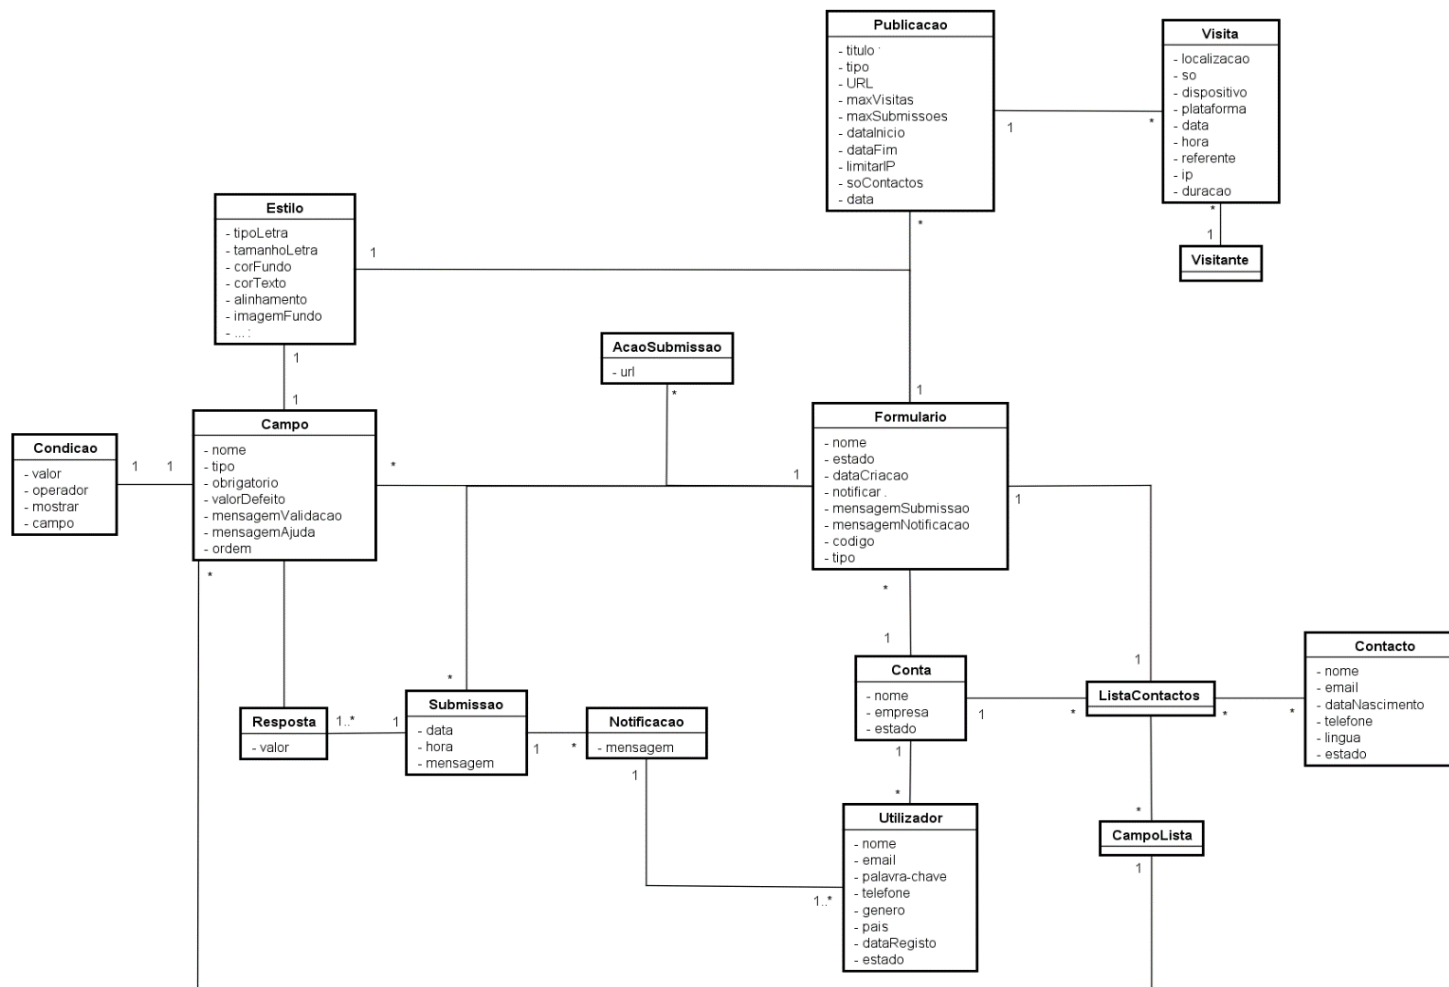 Publicacao
- titulo
- tipo
- URL
- maxVisitas
- maxSubmissoes
- dataInicio
- dataFim
- limitarIP
- soContactos
- data
Visita
- localizacao
- so
- dispositivo
- plataforma
- data
- hora
- referente
- ip
- duracao
1
*
*
1
Visitante
Estilo
- tipoLetra
- tamanhoLetra
- corFundo
- corTexto
- alinhamento
- imagemFundo
- ... :
1
*
1
1
AcaoSubmissao
- url
*
1
Condicao
- valor
- operador
- mostrar
- campo
1
1
Campo
- nome
- tipo
- obrigatorio
- valorDefeito
- mensagemValidacao
- mensagemAjuda
- ordem
*
1
Formulario
- nome
- estado
- dataCriacao
- notificar .
- mensagemSubmissao
- mensagemNotificacao
- codigo
- tipo
1
*
*
1
Conta
- nome
- empresa
- estado
1
*
1
ListaContactos
*
*
Contacto
- nome
- email
- dataNascimento
- telefone
- lingua
- estado
Resposta
- valor
1..*
1
*
Submissao
- data
- hora
- mensagem
1
*
Notificacao
- mensagem
1
1..*
1
*
Utilizador
- nome
- email
- palavra-chave
- telefone
- genero
- pais
- dataRegisto
- estado
*
CampoLista
1